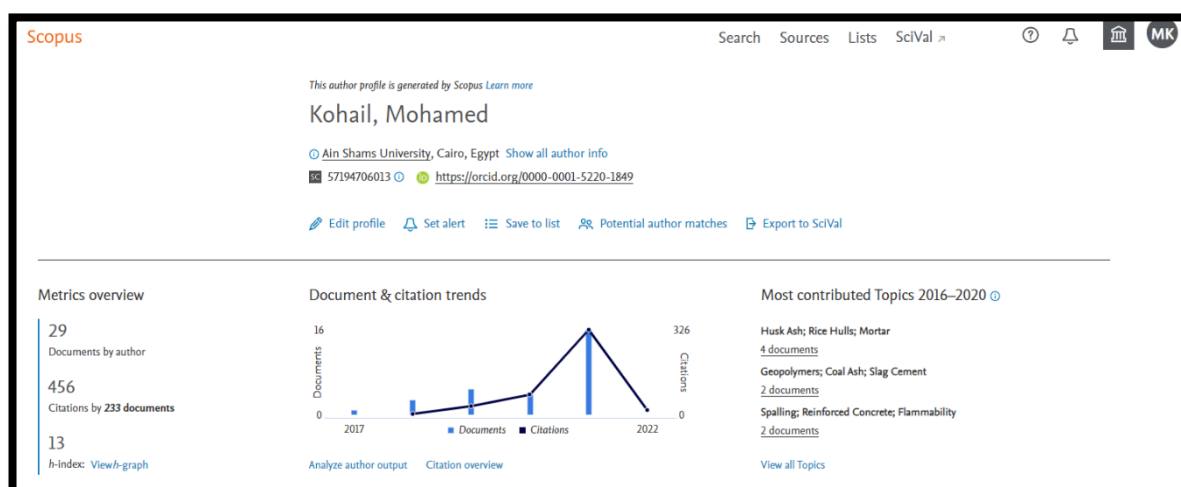 Scopus
Search Sources Lists SciVal
MK
This author profile is generated by Scopus Learn more
Kohail, Mohamed
Ain Shams University, Cairo, Egypt Show all author info
SC 57194706013 iD https://orcid.org/0000-0001-5220-1849
Edit profile Set alert Save to list Potential author matches Export to SciVal
Metrics overview
29
Documents by author
456
Citations by 233 documents
13
h-index: View h-graph
Document & citation trends
16
326
Documents
Citations
0
0
2017
Documents Citations
2022
Analyze author output Citation overview
Most contributed Topics 2016–2020
Husk Ash; Rice Hulls; Mortar
4 documents
Geopolymers; Coal Ash; Slag Cement
2 documents
Spalling; Reinforced Concrete; Flammability
2 documents
View all Topics